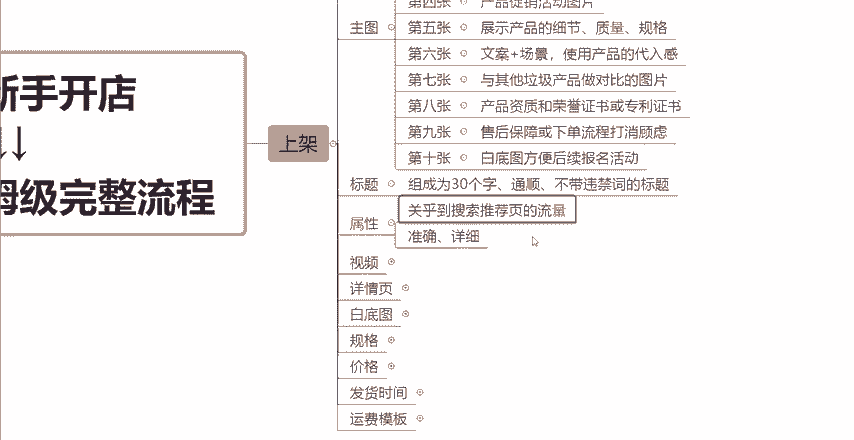 新手开店
↓↓
姆级完整流程
上架
主图
第四张 产品促销活动图片
第五张 展示产品的细节、质量、规格
第六张 文案+场景，使用产品的代入感
第七张 与其他垃圾产品做对比的图片
第八张 产品资质和荣誉证书或专利证书
第九张 售后保障或下单流程打消顾虑
第十张 白底图方便后续报名活动
标题 组成为30个字、通顺、不带违禁词的标题
属性
关乎到搜索推荐页的流量
准确、详细
视频
详情页
白底图
规格
价格
发货时间
运费模板